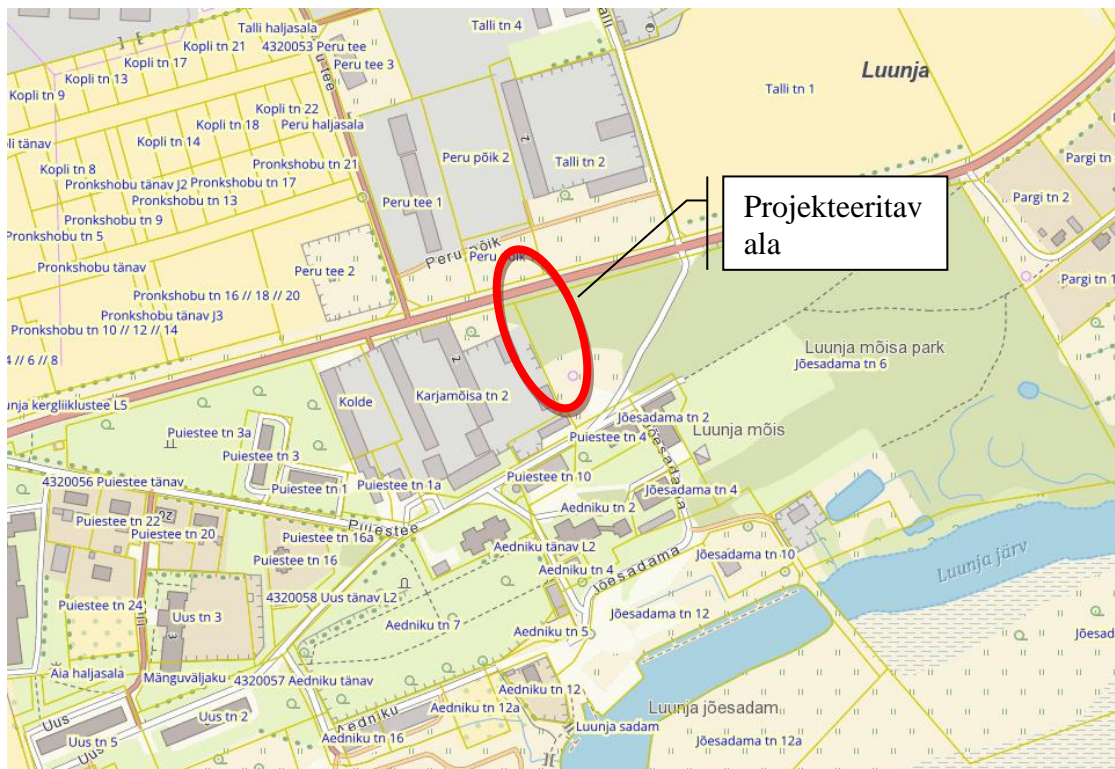 Talli haljasala
Talli tn 4
Kopli tn 21
4320053 Peru tee
Kopli tn 17
Peru tee 3
Kopli tn 13
Luunja
Talli tn 1
Kopli tn 9
Kopli tn 22
Kopli tn 18
Peru haljasala
Kopli tn 14
Peru põik 2
Talli tn 2
Pronkshobu tn 21
Kopli tn 8
Pronkshobu tänav J2
Pronkshobu tn 17
Pronkshobu tn 13
Peru tee 1
Pargi tn 2
Projekteeritav
ala
Pronkshobu tn 9
Pronkshobu tn 5
Peru põik
Pronkshobu tänav
Peru tee 2
Pronkshobu tn 16 // 18 // 20
Pronkshobu tänav J3
Pronkshobu tn 10 // 12 // 14
4 // 6 // 8
Luunja mõisa park
Jõesadama tn 6
Kolde
Karjamõisa tn 2
Puiestee tn 3a
Puiestee tn 3
Jõesadama tn 2
Luunja mõis
Puiestee tn 4
Jõesadama
4320056 Puiestee tänav
Puiestee tn 1
Puiestee tn 1a
Puiestee tn 10
Jõesadama tn 4
Aedniku tn 2
Puiestee tn 22
Puiestee tn 20
Puiestee
Puiestee tn 16a
Puiestee tn 16
Aedniku tänav L2
Aedniku tn 4
Jõesadama
Jõesadama tn 10
Luunja järv
4320058 Uus tänav L2
Puiestee tn 24
Uus tn 3
Aedniku tn 7
Aedniku tn 5
Jõesadama tn 12
Aia haljasala
Mänguväljaku
4320057 Aedniku tänav
Aedniku tn 12
Aedniku tn 12a
Luunja jõesadam
Luunja sadam
Uus
Uus tn 2
Uus tn 5
Aedniku
Aedniku tn 16
Jõesadama tn 12a